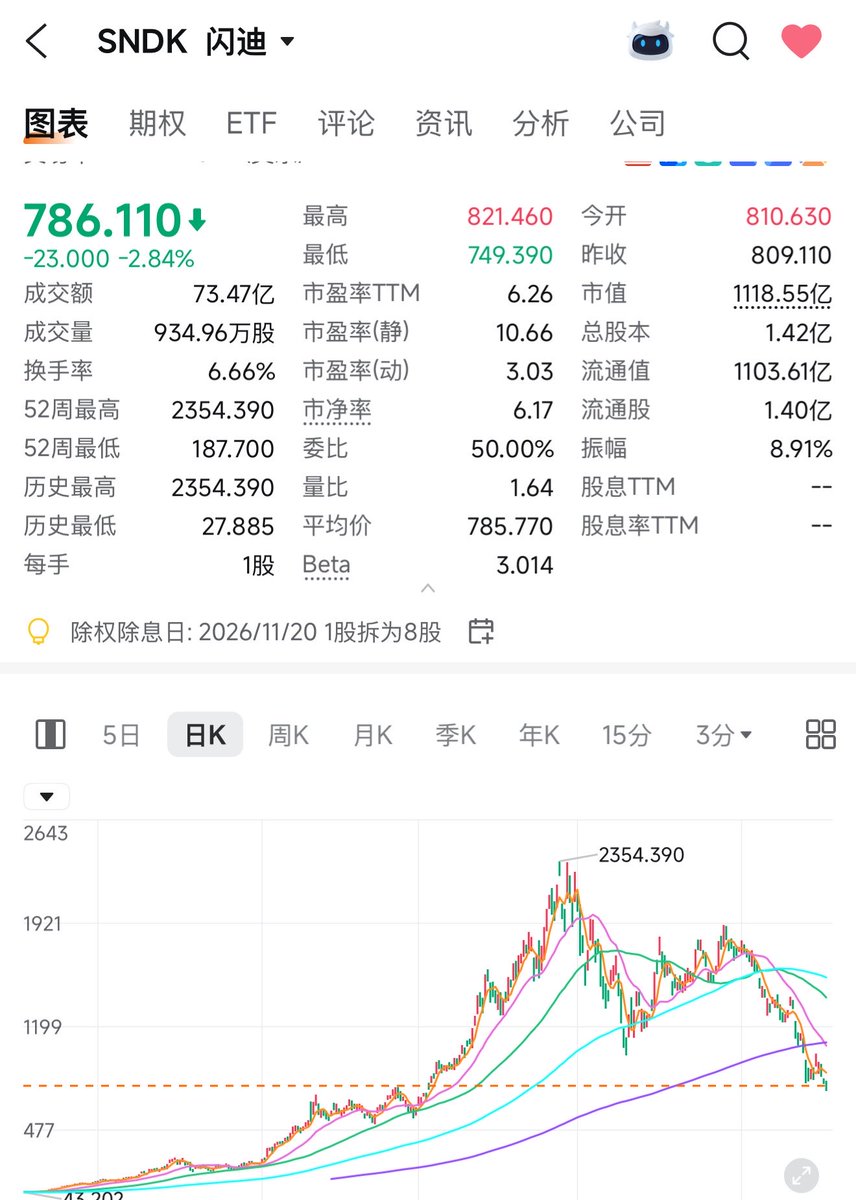 SNDK 闪迪
图表 期权 ETF 评论 资讯 分析 公司
786.110
-23.000 -2.84%
最高 821.460 今开 810.630
最低 749.390 昨收 809.110
成交额 73.47亿 市盈率TTM 6.26 市值 1118.55亿
成交量 934.96万股 市盈率(静) 10.66 总股本 1.42亿
换手率 6.66% 市盈率(动) 3.03 流通值 1103.61亿
52周最高 2354.390 市净率 6.17 流通股 1.40亿
52周最低 187.700 委比 50.00% 振幅 8.91%
历史最高 2354.390 量比 1.64 股息TTM --
历史最低 27.885 平均价 785.770 股息率TTM --
每手 1股 Beta 3.014
除权除息日: 2026/11/20 1股拆为8股
5日 日K 周K 月K 季K 年K 15分 3分
2643
2354.390
1921
1199
477
43.202